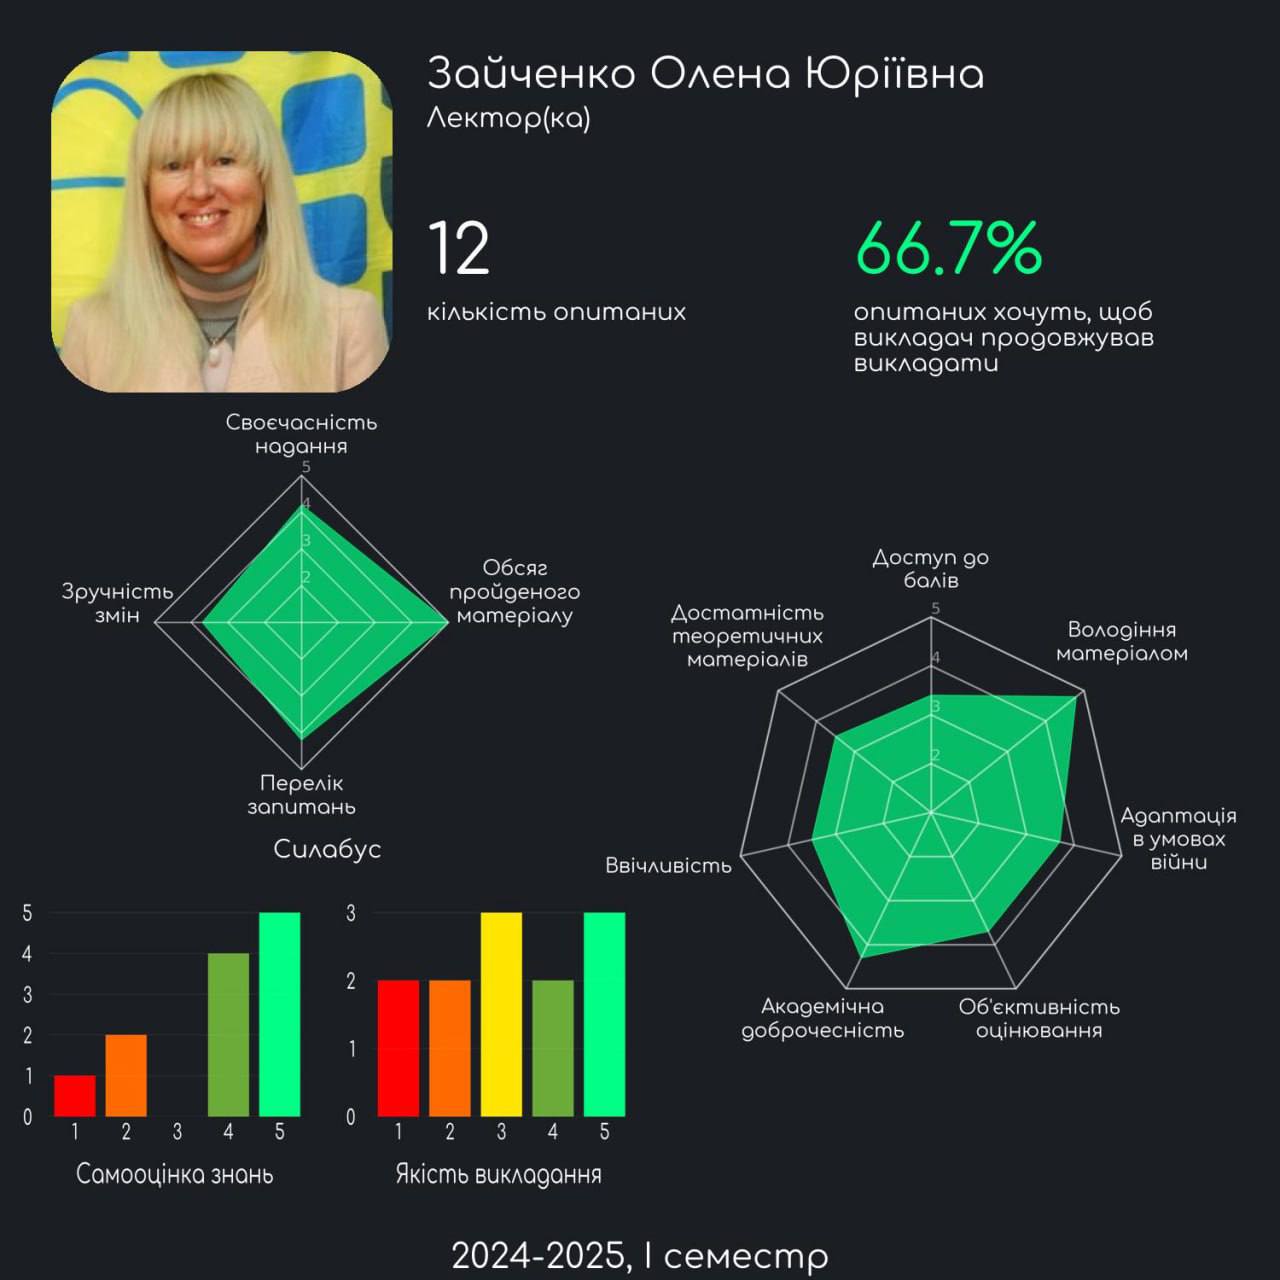 Зайченко Олена Юріївна
Лектор(ка)
12
кількість опитаних
66.7%
опитаних хочуть, щоб
викладач продовжував
викладати
Своєчасність
надання
5
4
3
2
Зручність
змін
Обсяг
пройденого
матеріалу
Перелік
запитань
Силабус
Доступ до
балів
5
4
3
2
Достатність
теоретичних
матеріалів
Володіння
матеріалом
Адаптація
в умовах
війни
Ввічливість
Академічна
доброчесність
Об'єктивність
оцінювання
5
4
3
2
1
0
1 2 3 4 5
Самооцінка знань
3
2
1
0
1 2 3 4 5
Якість викладання
2024-2025, I семестр